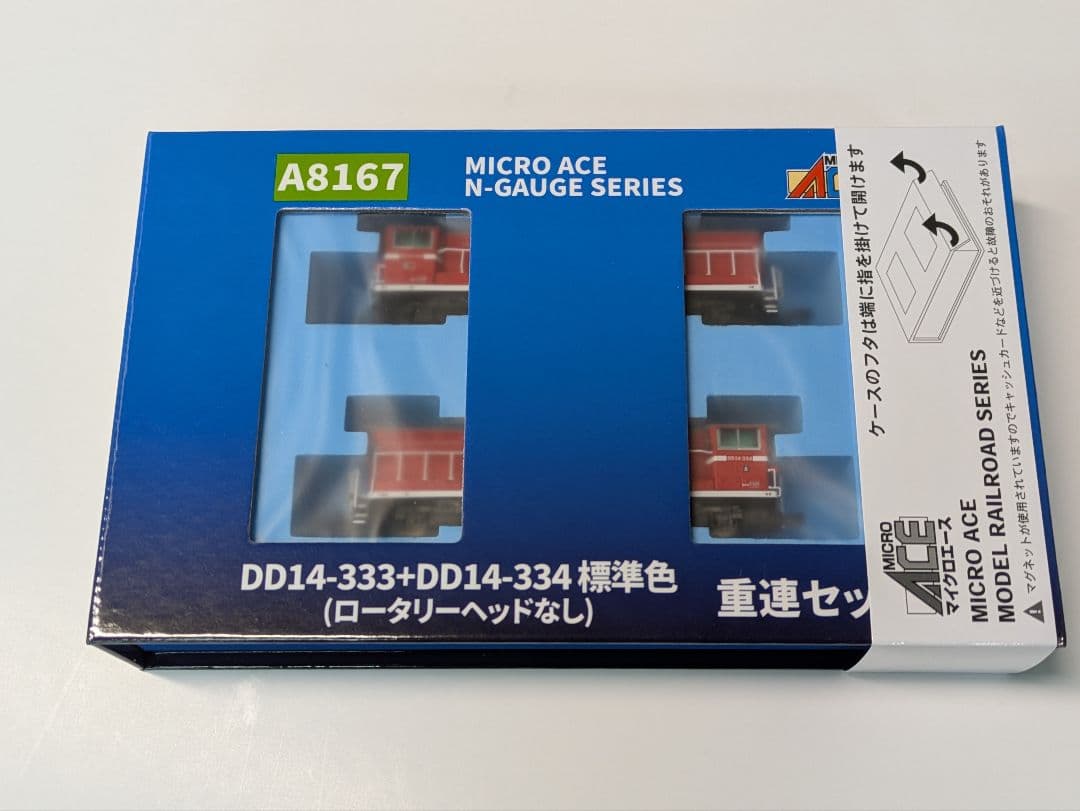 A8167
MICRO ACE
N-GAUGE SERIES
DD14-333+DD14-334 標準色
(ロータリーヘッドなし)
重連セッ
DD14 334
ケースのフタは端に指を掛けて開けます
MICRO
ACE
マイクロエース
MICRO ACE
MODEL RAILROAD SERIES
マグネットが使用されていますのでキャッシュカードなどを近づけると故障のおそれがあります